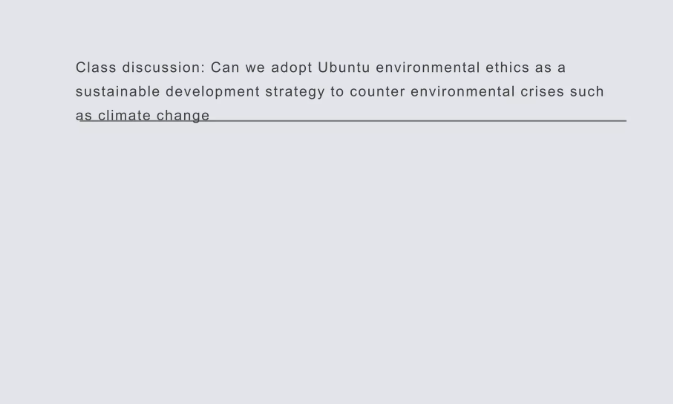 Class discussion: Can we adopt Ubuntu environmental ethics as a
sustainable development strategy to counter environmental crises such
as climate change